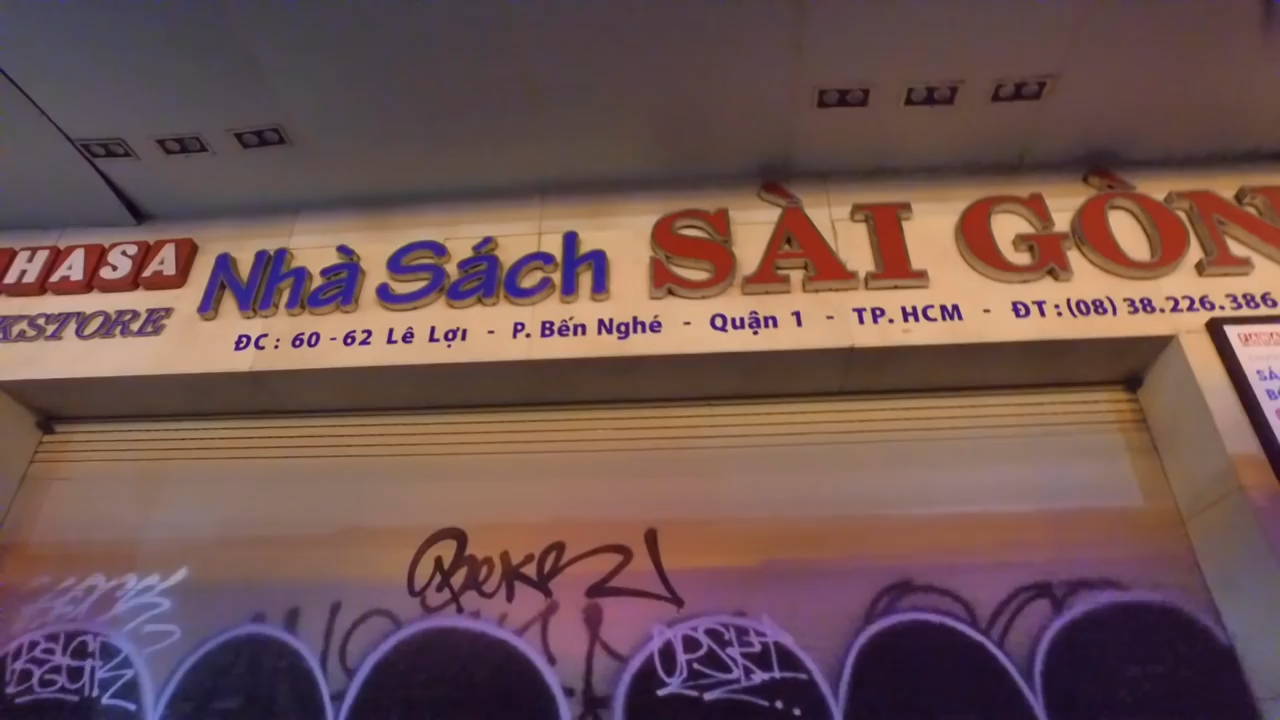 HASA
KSTORE
Nhà Sách SÀI GÒN
ĐC: 60 - 62 Lê Lợi - P. Bến Nghé - Quận 1 - TP. HCM - ĐT: (08) 38.226.386
UPSET